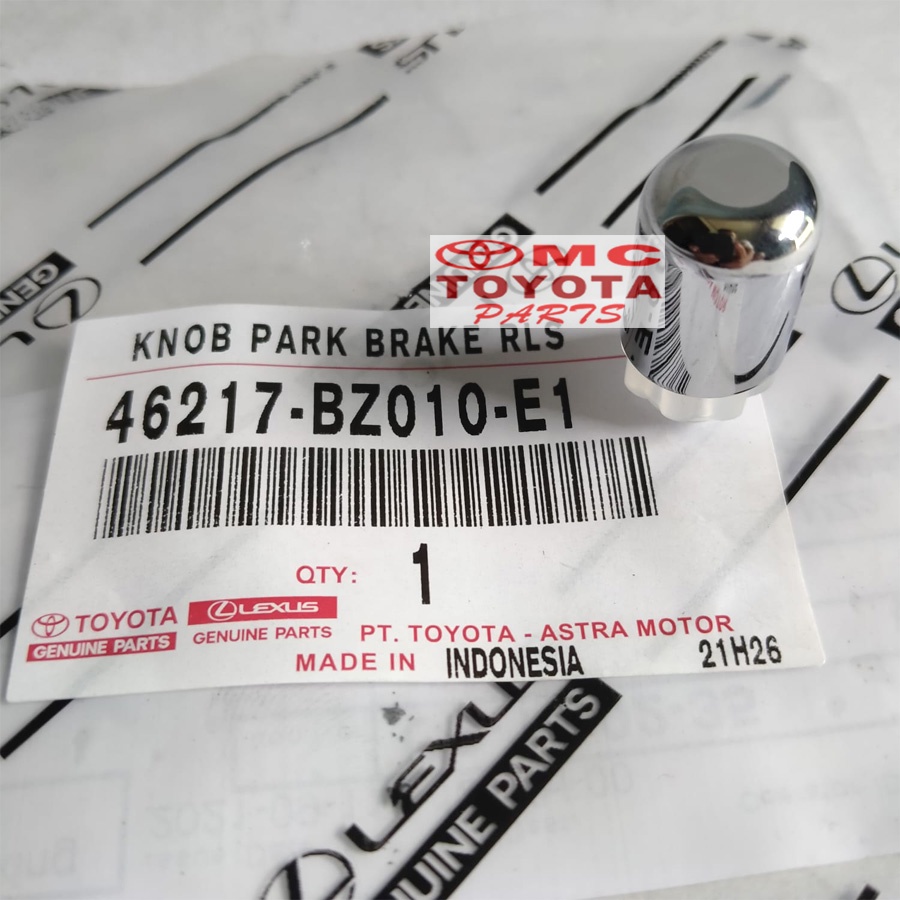 MC
TOYOTA
PARTS
KNOB PARK BRAKE RLS
46217-BZ010-E1
QTY: 1
TOYOTA
GENUINE PARTS
LEXUS
GENUINE PARTS
PT. TOYOTA - ASTRA MOTOR
MADE IN INDONESIA
21H26
LEXUS
GENUINE PARTS